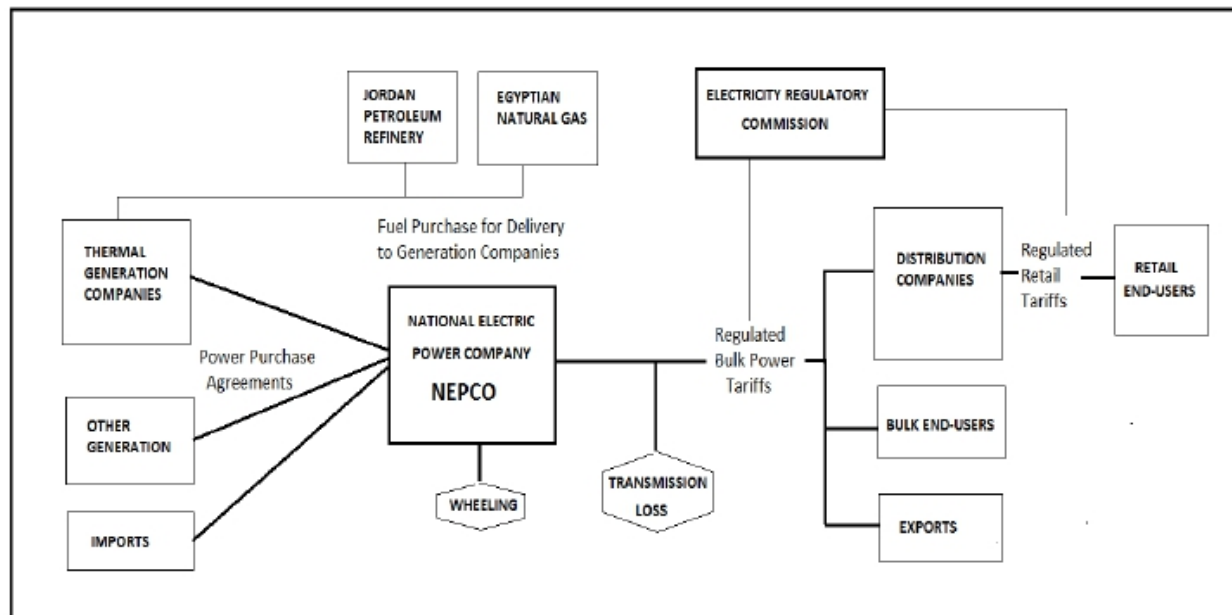 JORDAN
PETROLEUM
REFINERY
EGYPTIAN
NATURAL GAS
ELECTRICITY REGULATORY
COMMISSION
Fuel Purchase for Delivery
to Generation Companies
THERMAL
GENERATION
COMPANIES
DISTRIBUTION
COMPANIES
Regulated
Retail
Tariffs
RETAIL
END-USERS
NATIONAL ELECTRIC
POWER COMPANY
NEPCO
Regulated
Bulk Power
Tariffs
Power Purchase
Agreements
OTHER
GENERATION
BULK END-USERS
WHEELING
TRANSMISSION
LOSS
IMPORTS
EXPORTS